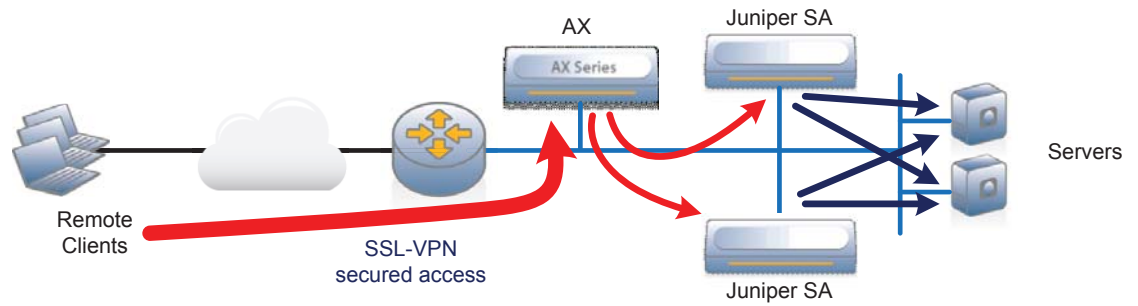 AX
Juniper SA
AX Series
Servers
Remote
Clients
SSL-VPN
secured access
Juniper SA